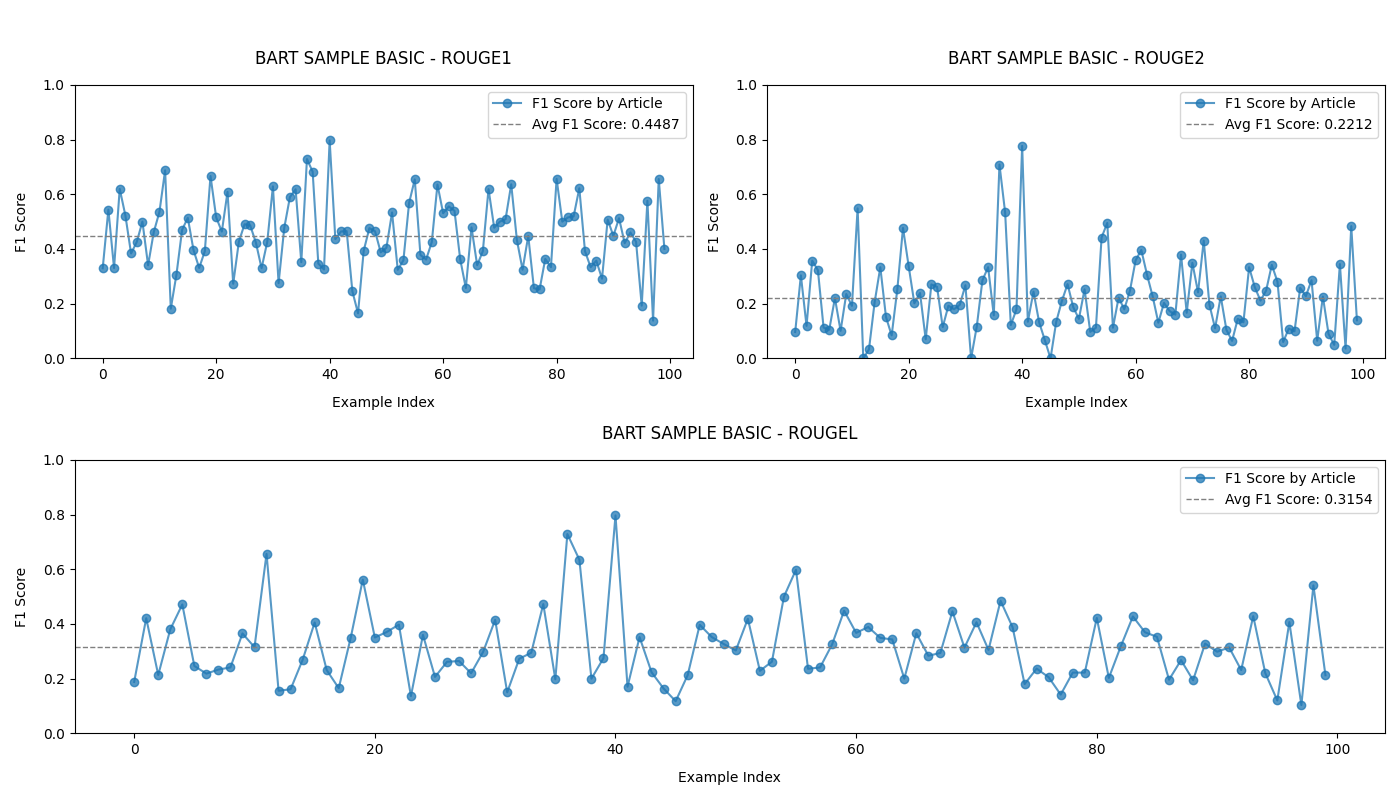 BART SAMPLE BASIC - ROUGE1
F1 Score
1.0
0.8
0.6
0.4
0.2
0.0
F1 Score by Article
Avg F1 Score: 0.4487
0 20 40 60 80 100
Example Index
BART SAMPLE BASIC - ROUGE2
F1 Score
1.0
0.8
0.6
0.4
0.2
0.0
F1 Score by Article
Avg F1 Score: 0.2212
0 20 40 60 80 100
Example Index
BART SAMPLE BASIC - ROUGEL
F1 Score
1.0
0.8
0.6
0.4
0.2
0.0
F1 Score by Article
Avg F1 Score: 0.3154
0 20 40 60 80 100
Example Index